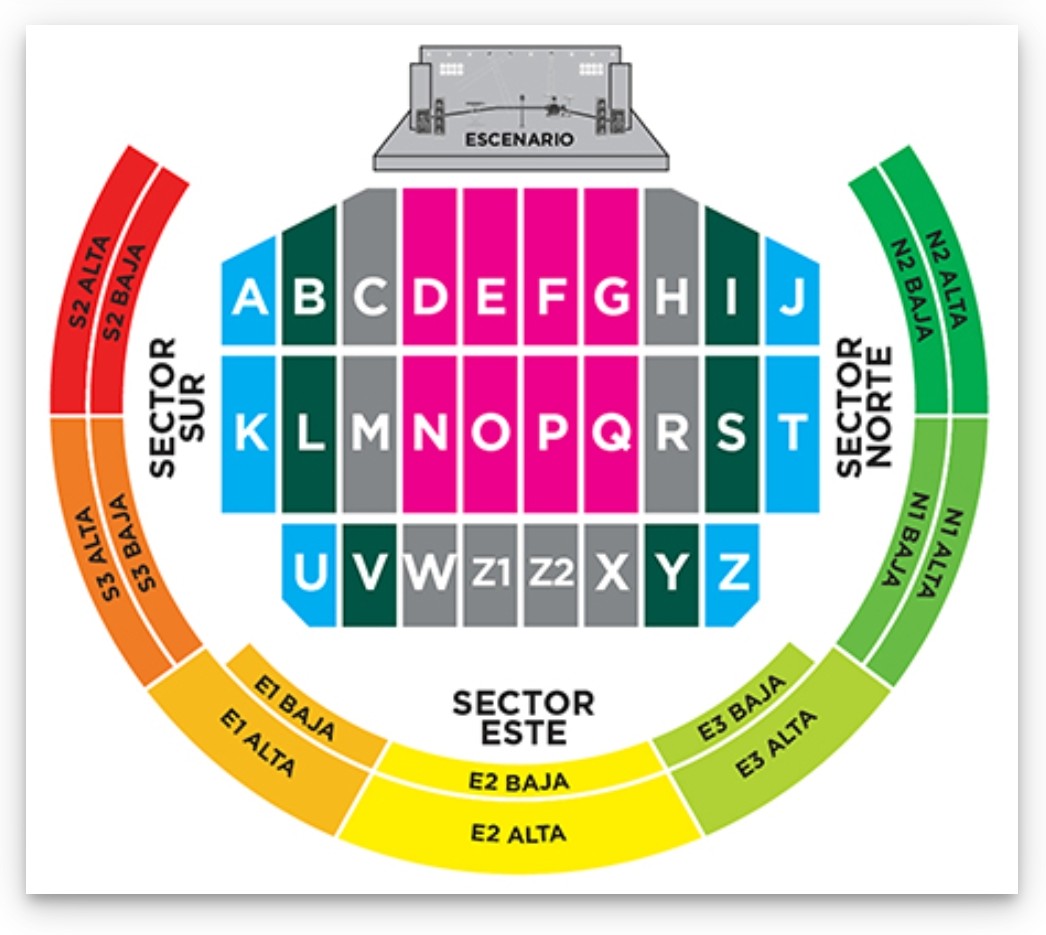 ESCENARIO
A B C D E F G H I J
K L M N O P Q R S T
U V W Z1 Z2 X Y Z
S2 ALTA
S2 BAJA
SECTOR
SUR
S3 ALTA
S3 BAJA
N2 BAJA
N2 ALTA
SECTOR
NORTE
N1 BAJA
N1 ALTA
SECTOR
ESTE
E1 BAJA
E1 ALTA
E2 BAJA
E2 ALTA
E3 BAJA
E3 ALTA